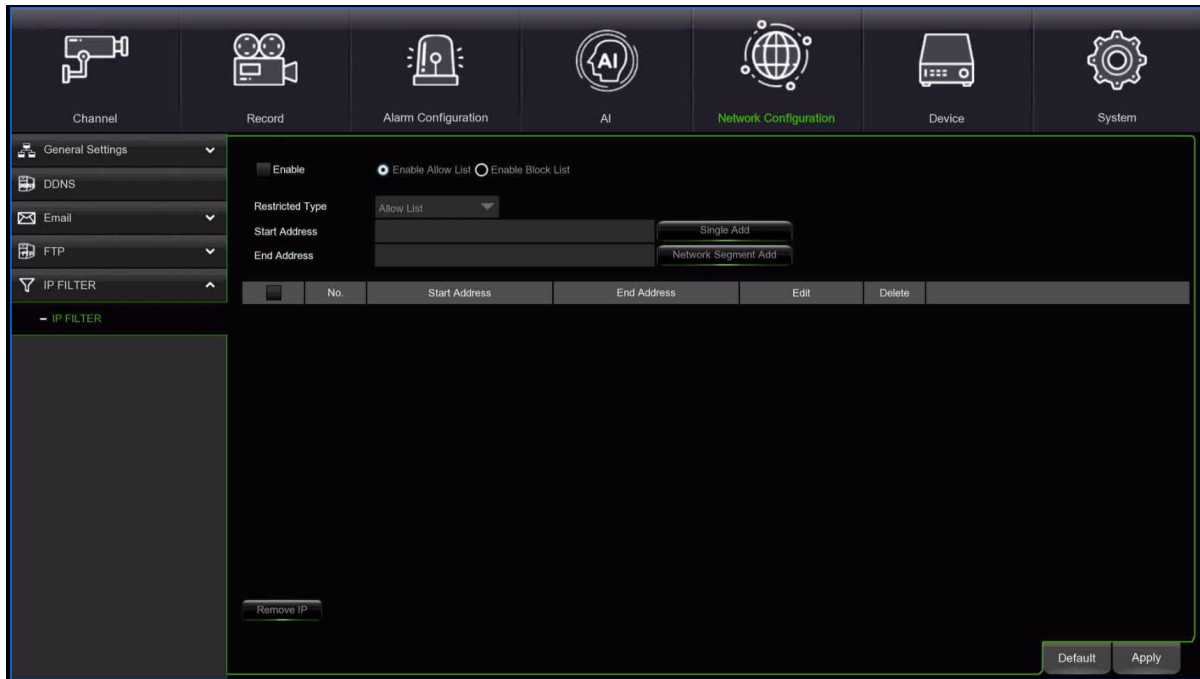 AI
Channel Record Alarm Configuration AI Network Configuration Device System
General Settings
DDNS
Email
FTP
IP FILTER
- IP FILTER
Enable Enable Allow List Enable Block List
Restricted Type Allow List
Start Address Single Add
End Address Network Segment Add
No. Start Address End Address Edit Delete
Remove IP
Default Apply